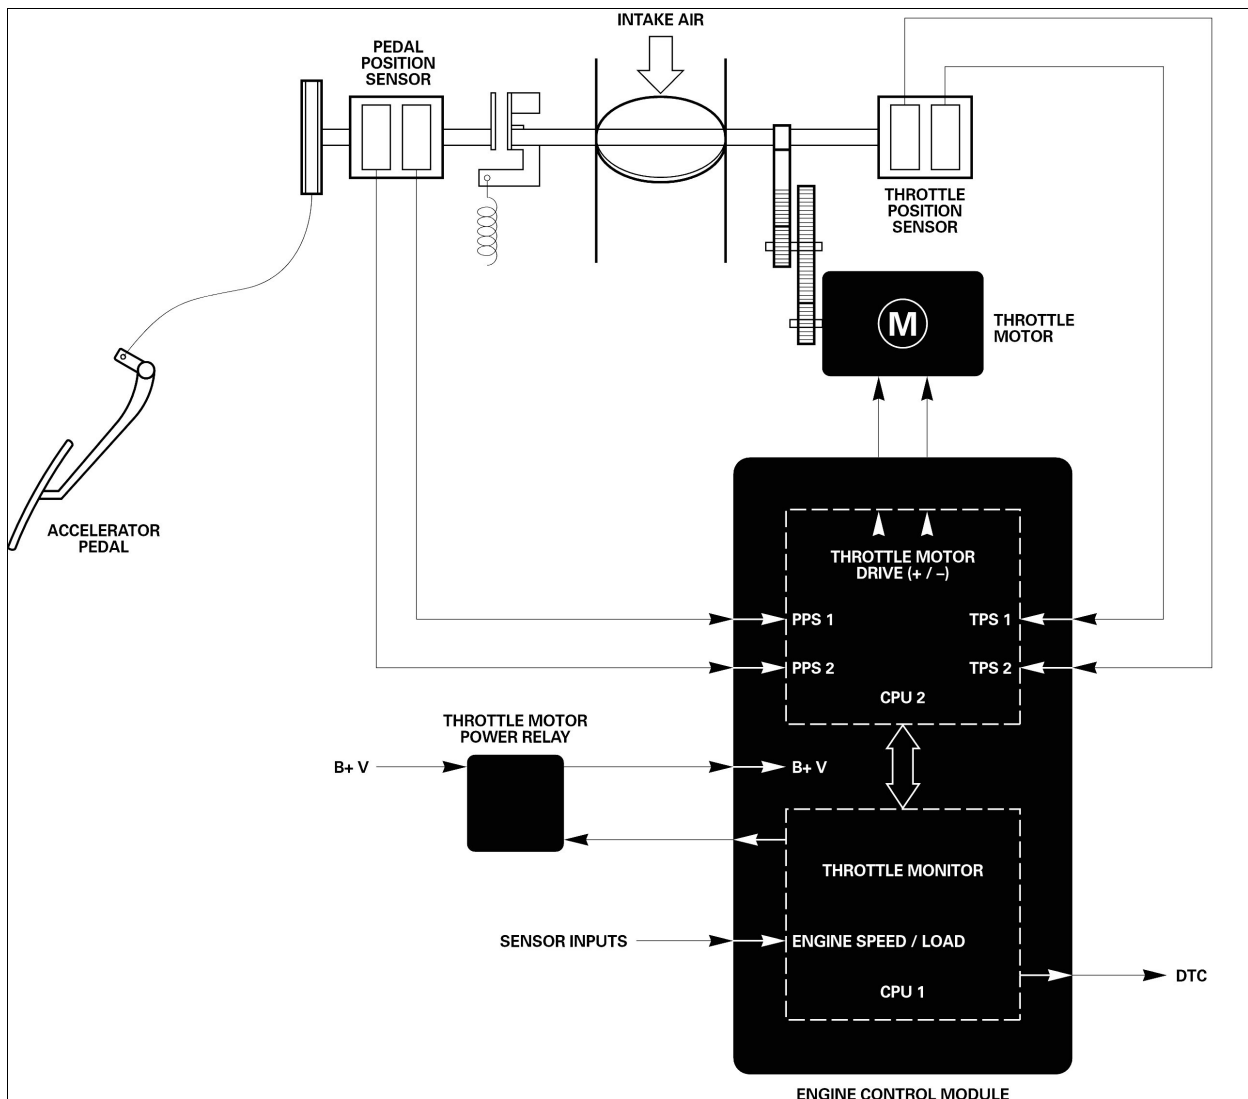 INTAKE AIR
PEDAL
POSITION
SENSOR
THROTTLE
POSITION
SENSOR
M
THROTTLE
MOTOR
ACCELERATOR
PEDAL
THROTTLE MOTOR
DRIVE (+ / –)
PPS 1
TPS 1
PPS 2
TPS 2
CPU 2
THROTTLE MOTOR
POWER RELAY
B+ V
B+ V
THROTTLE MONITOR
SENSOR INPUTS
ENGINE SPEED / LOAD
CPU 1
DTC
ENGINE CONTROL MODULE